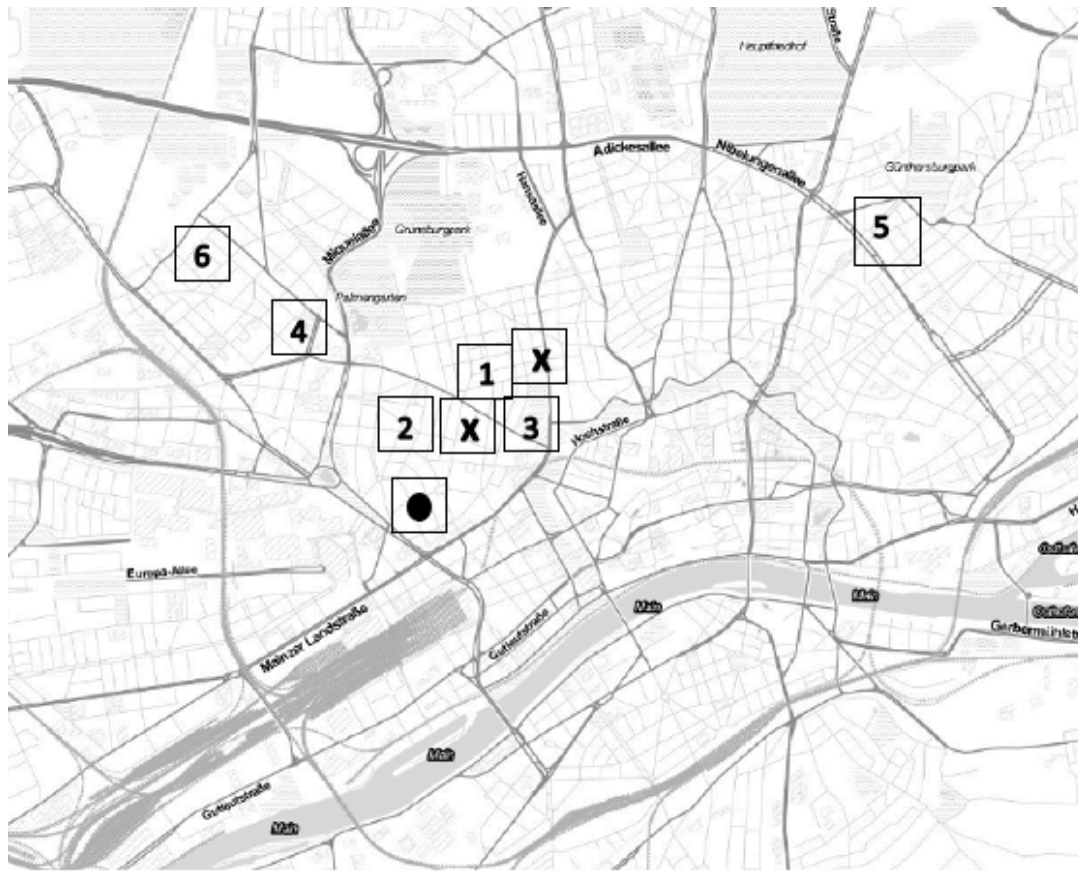 Hauptfriedhof
Straße
Adickesallee
Nibelungenallee
Günthersburgpark
Hansaallee
Miquelallee
Grüneburgpark
5
6
Palmengarten
4
X
1
2
X
3
Hochstraße
●
Europa-Allee
Mainzer Landstraße
Gutleutstraße
Main
Main
Main
Gutleutstraße
Main